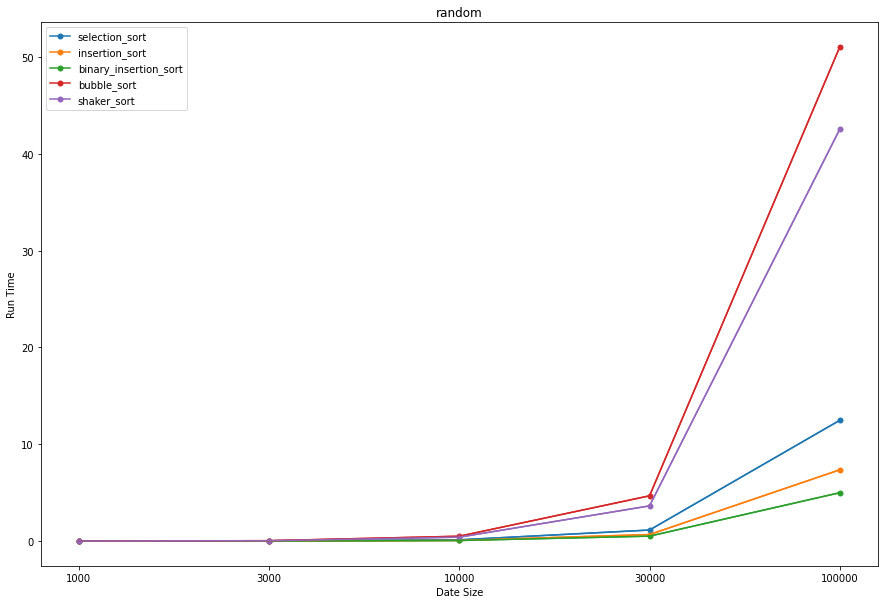 random
selection_sort
insertion_sort
binary_insertion_sort
bubble_sort
shaker_sort
50
40
30
20
10
0
Run Time
1000 3000 10000 30000 100000
Date Size